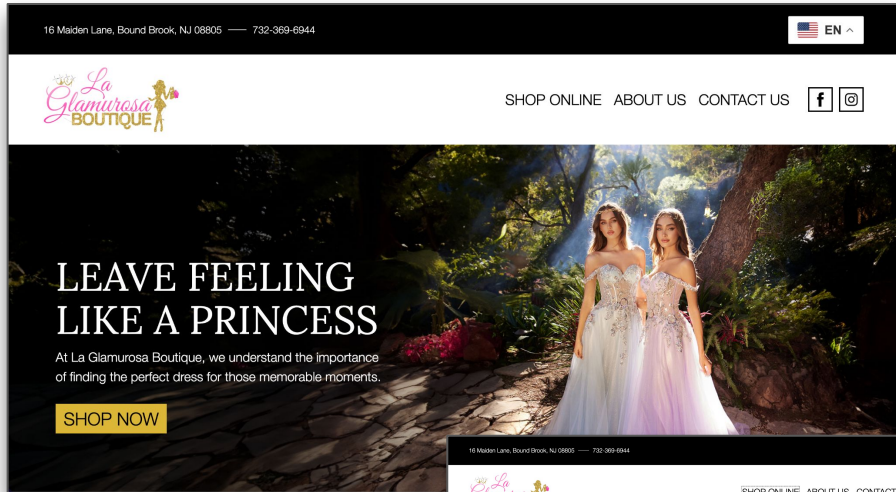 16 Maiden Lane, Bound Brook, NJ 08805 — 732-369-6944
EN
La
Glamurosa
BOUTIQUE
SHOP ONLINE ABOUT US CONTACT US
LEAVE FEELING
LIKE A PRINCESS
At La Glamurosa Boutique, we understand the importance
of finding the perfect dress for those memorable moments.
SHOP NOW
16 Maiden Lane, Bound Brook, NJ 08805 — 732-369-6944
La
SHOP ONLINE ABOUT US CONTACT